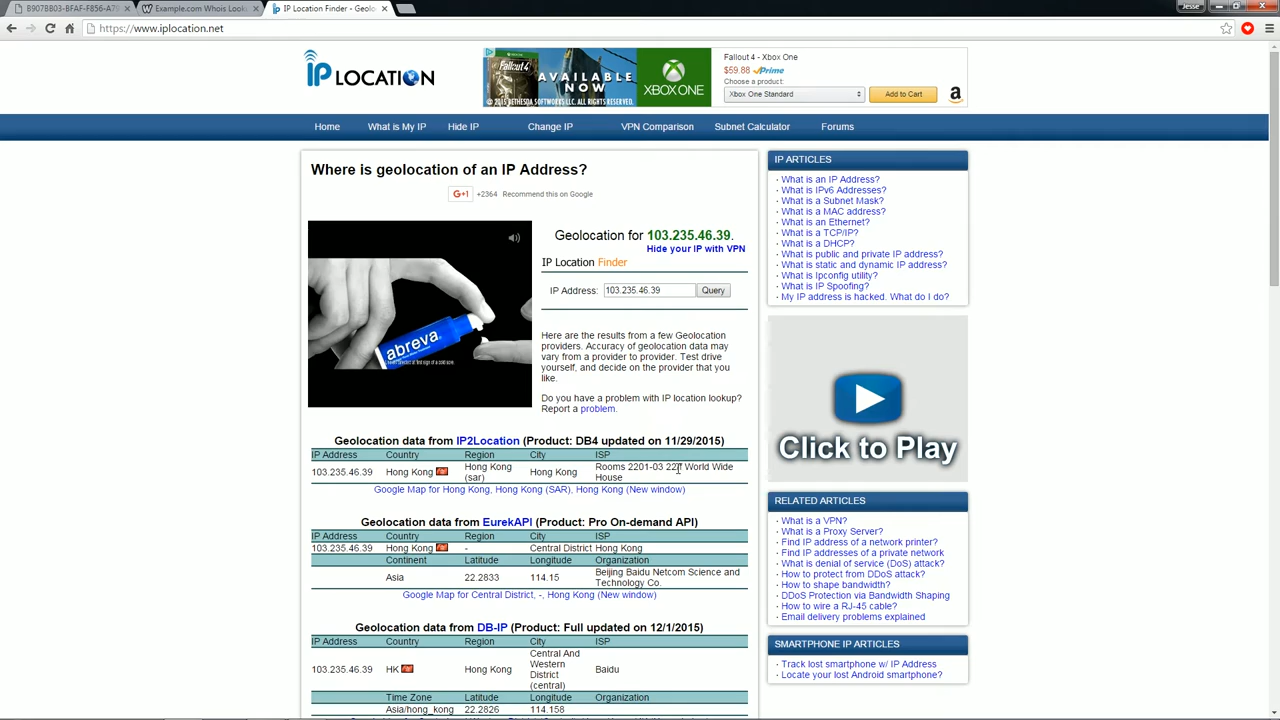 B907BB03-BFAF-F856-A7
Example.com Whois Look
IP Location Finder - Geolo
Jesse
https://www.iplocation.net
IP LOCATION
Fallout 4
AVAILABLE
NOW
© 2015 BETHESDA SOFTWORKS LLC. ALL RIGHTS RESERVED.
XBOX ONE
Fallout 4 - Xbox One
$59.88 Prime
Choose a product:
Xbox One Standard
Add to Cart
a
Home
What is My IP
Hide IP
Change IP
VPN Comparison
Subnet Calculator
Forums
Where is geolocation of an IP Address?
G+1 +2364 Recommend this on Google
abreva
Geolocation for 103.235.46.39.
Hide your IP with VPN
IP Location Finder
IP Address: 103.235.46.39 Query
Here are the results from a few Geolocation
providers. Accuracy of geolocation data may
vary from a provider to provider. Test drive
yourself, and decide on the provider that you
like.
Do you have a problem with IP location lookup?
Report a problem.
Geolocation data from IP2Location (Product: DB4 updated on 11/29/2015)
IP Address Country Region City ISP
103.235.46.39 Hong Kong Hong Kong (sar) Hong Kong Rooms 2201-03 22F World Wide House
Google Map for Hong Kong, Hong Kong (SAR), Hong Kong (New window)
Geolocation data from EurekAPI (Product: Pro On-demand API)
IP Address Country Region City ISP
103.235.46.39 Hong Kong - Central District Hong Kong
Continent Latitude Longitude Organization
Asia 22.2833 114.15 Beijing Baidu Netcom Science and Technology Co.
Google Map for Central District, -, Hong Kong (New window)
Geolocation data from DB-IP (Product: Full updated on 12/1/2015)
IP Address Country Region City ISP
103.235.46.39 HK Hong Kong Central And Western District (central) Baidu
Time Zone Latitude Longitude Organization
Asia/hong_kong 22.2826 114.158
IP ARTICLES
· What is an IP Address?
· What is IPv6 Addresses?
· What is a Subnet Mask?
· What is a MAC address?
· What is an Ethernet?
· What is a TCP/IP?
· What is a DHCP?
· What is public and private IP address?
· What is static and dynamic IP address?
· What is Ipconfig utility?
· What is IP Spoofing?
· My IP address is hacked. What do I do?
Click to Play
RELATED ARTICLES
· What is a VPN?
· What is a Proxy Server?
· Find IP address of a network printer?
· Find IP addresses of a private network
· What is denial of service (DoS) attack?
· How to protect from DDoS attack?
· How to shape bandwidth?
· DDoS Protection via Bandwidth Shaping
· How to wire a RJ-45 cable?
· Email delivery problems explained
SMARTPHONE IP ARTICLES
· Track lost smartphone w/ IP Address
· Locate your lost Android smartphone?